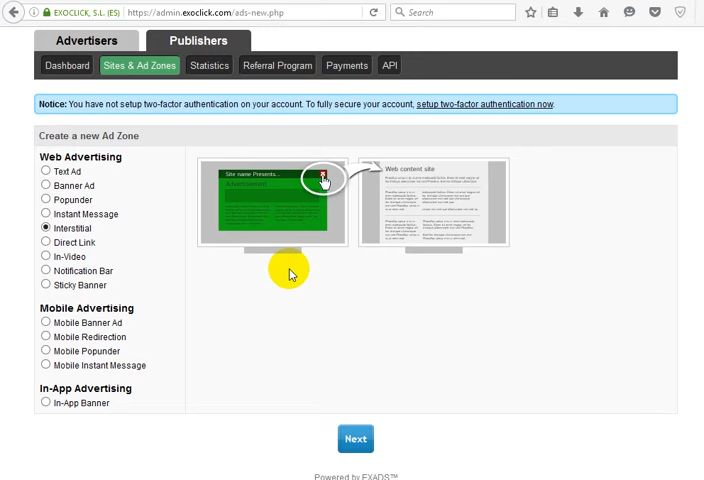 EXOCLICK, S.L. (ES)
https://admin.exoclick.com/ads-new.php
Search
Advertisers
Publishers
Dashboard
Sites & Ad Zones
Statistics
Referral Program
Payments
API
Notice: You have not setup two-factor authentication on your account. To fully secure your account, setup two-factor authentication now.
Create a new Ad Zone
Web Advertising
Text Ad
Banner Ad
Popunder
Instant Message
Interstitial
Direct Link
In-Video
Notification Bar
Sticky Banner
Mobile Advertising
Mobile Banner Ad
Mobile Redirection
Mobile Popunder
Mobile Instant Message
In-App Advertising
In-App Banner
Site name Presents...
Advertisement
Web content site
Next
Powered by EXADS™